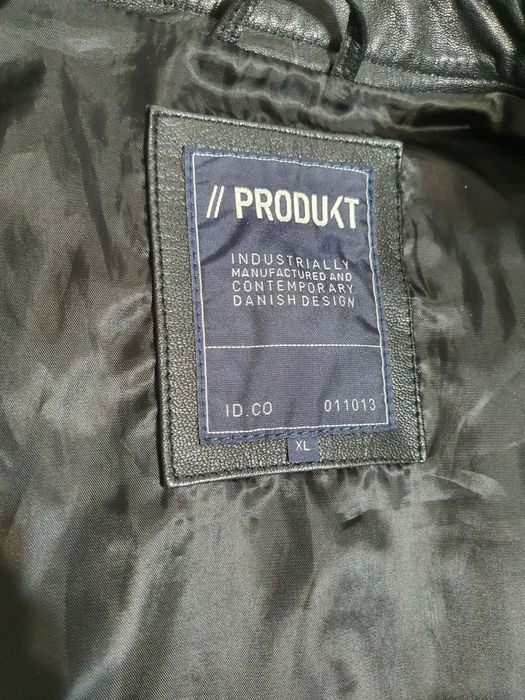 // PRODUKT
INDUSTRIALLY
MANUFACTURED AND
CONTEMPORARY
DANISH DESIGN
ID.CO 011013
XL